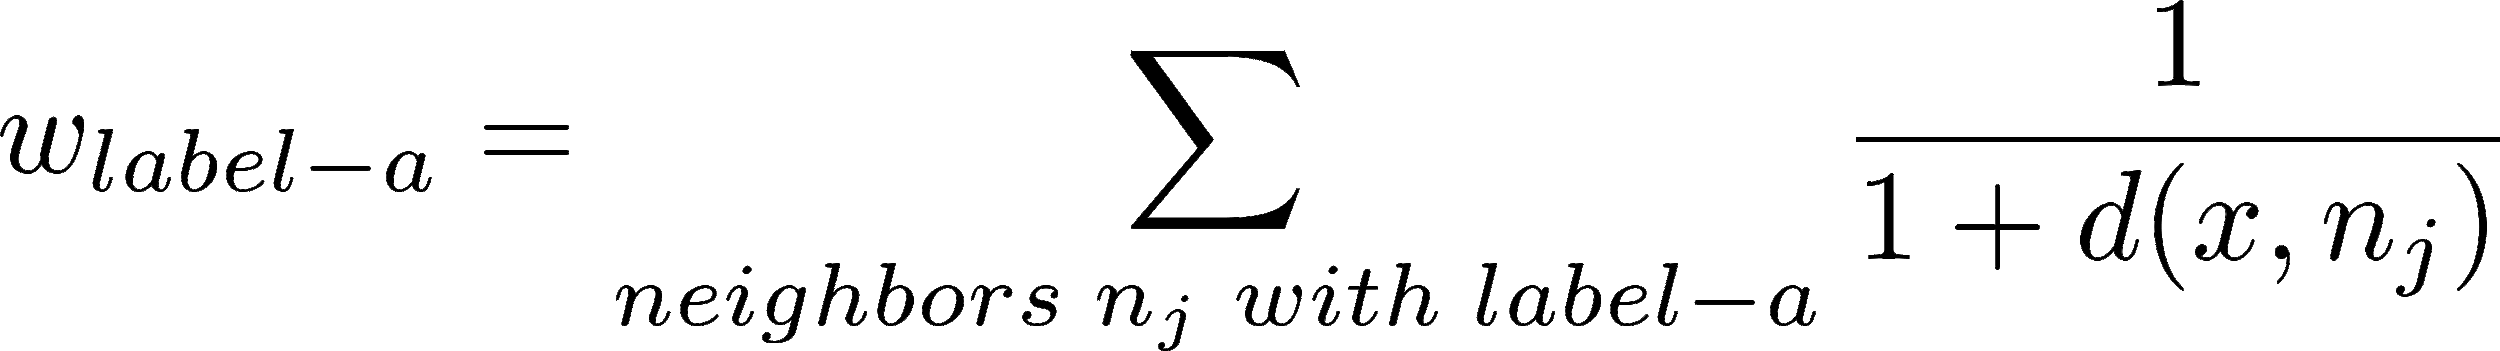 w_{label-a} = \sum_{neighbors\ n_j\ with\ label-a} \frac{1}{1 + d(x, n_j)}